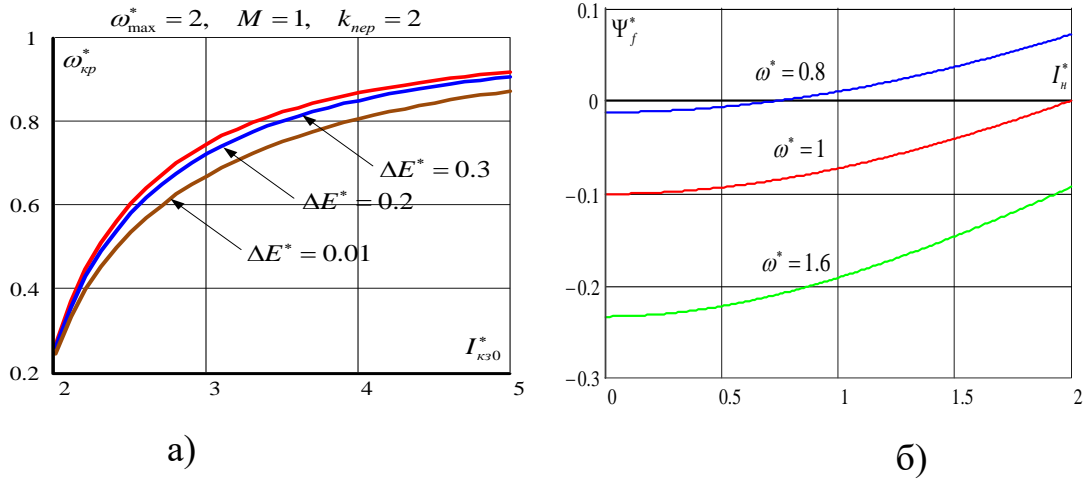 ω*max = 2, M = 1, kпер = 2
1
ω*кр
0.8
0.6
0.4
0.2
ΔE* = 0.3
ΔE* = 0.2
ΔE* = 0.01
I*кз0
2
3
4
5
а)
0.1
Ψ*f
I*н
0
−0.1
−0.2
−0.3
ω* = 0.8
ω* = 1
ω* = 1.6
0
0.5
1
1.5
2
б)